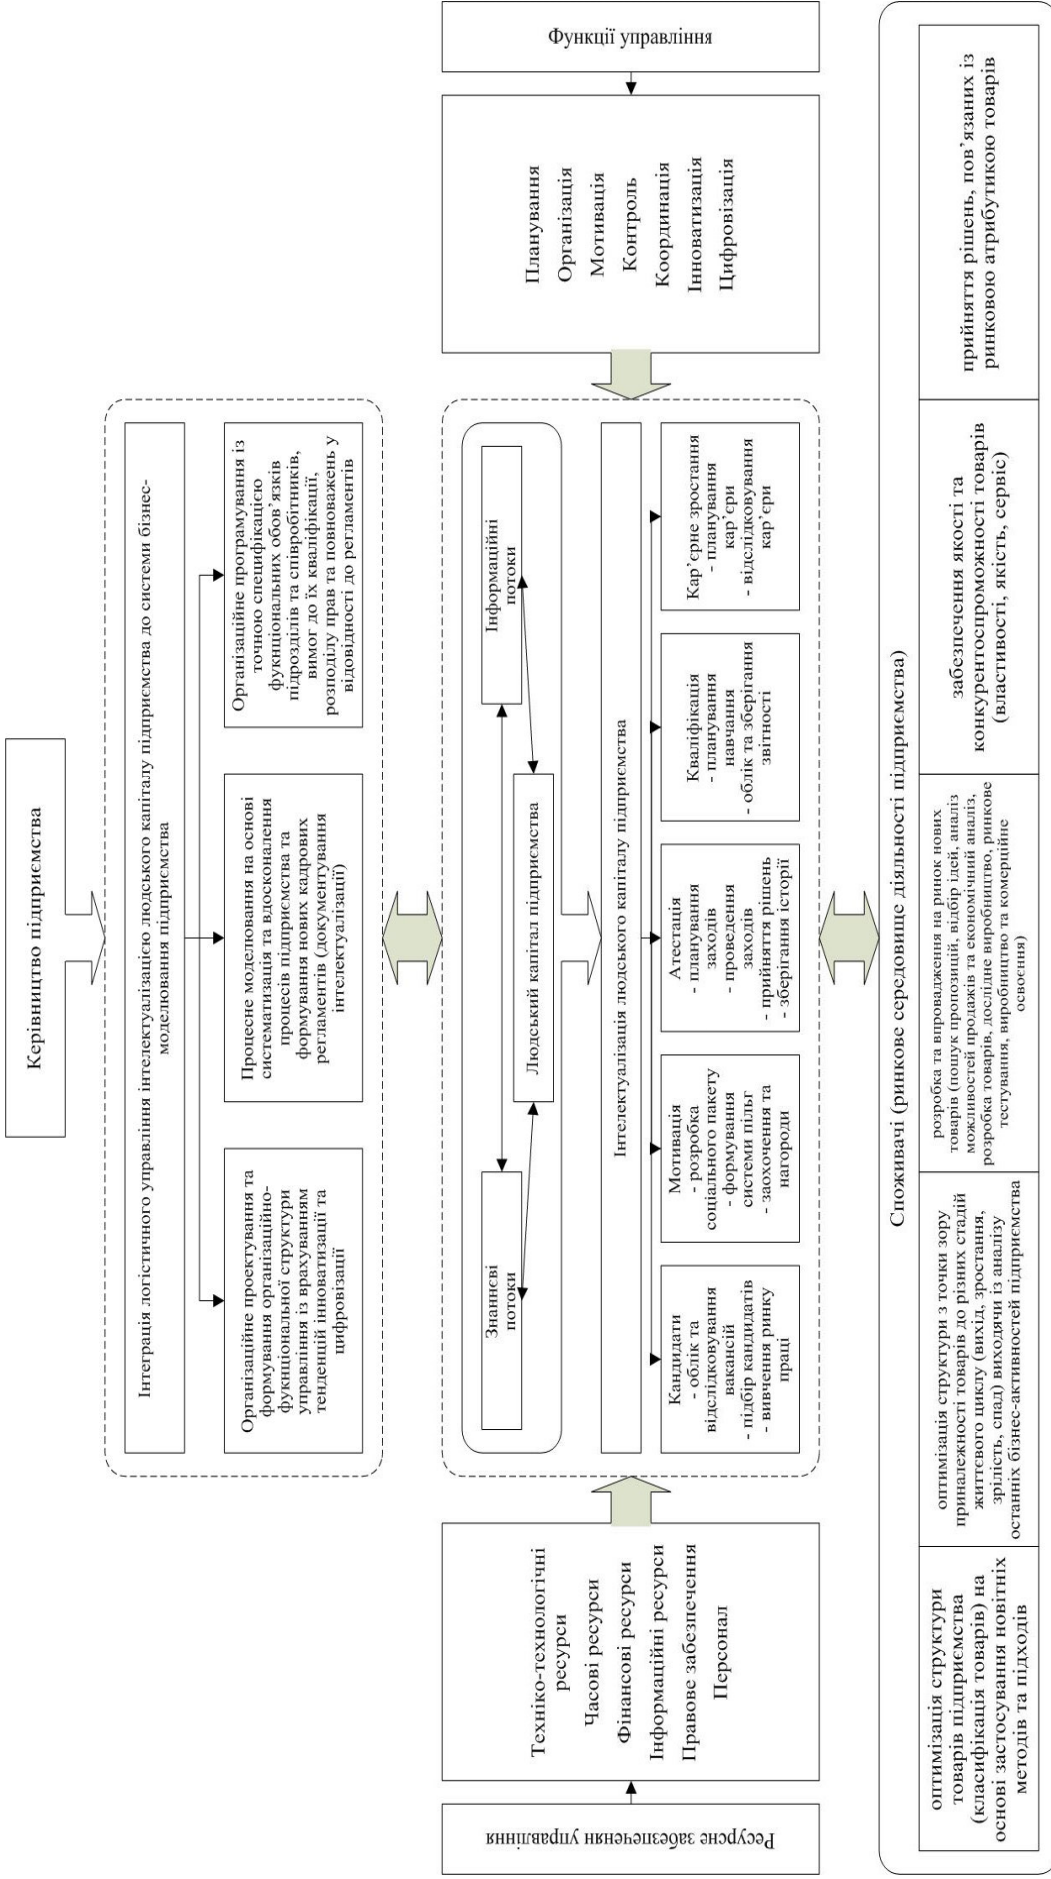 Керівництво підприємства
Інтеграція логістичного управління інтелектуалізацією людського капіталу підприємства до системи бізнес-
моделювання підприємства
Організаційне проектування та
формування організаційно-
фукнціональної структури
управління із врахуванням
тенденцій інноватизації та
цифровізації
Процесне моделювання на основі
систематизація та вдосконалення
процесів підприємства та
формування нових кадрових
регламентів (документування
інтелектуалізації)
Організаційне програмування із
точною специфікацією
фукнціональних обов’язків
підрозділів та співробітників,
вимог до їх кваліфікації,
розподілу прав та повноважень у
відовідності до регламентів
Ресурсне забезпечення управління
Техніко-технологічні
ресурси
Часові ресурси
Фінансові ресурси
Інформаційні ресурси
Правове забезпечення
Персонал
Знаннєві
потоки
Інформаційні
потоки
Людський капітал підприємства
Інтелектуалізація людського капіталу підприємства
Кандидати
- облік та
відслідковування
вакансій
- підбір кандидатів
- вивчення ринку
праці
Мотивація
- розробка
соціального пакету
- формування
системи пільг
- заохочення та
нагороди
Атестація
- планування
заходів
- проведення
заходів
- прийняття рішень
- зберігання історії
Кваліфікація
- планування
навчання
- облік та зберігання
звітності
Кар’єрне зростання
- планування
кар’єри
- відслідковування
кар’єри
Планування
Організація
Мотивація
Контроль
Координація
Інноватизація
Цифровізація
Функції управління
Споживачі (ринкове середовище діяльності підприємства)
оптимізація структури
товарів підприємства
(класифікація товарів) на
основі застосування новітніх
методів та підходів
оптимізація структури з точки зору
приналежності товарів до різних стадій
життєвого циклу (вихід, зростання,
зрілість, спад) виходячи із аналізу
останніх бізнес-активностей підприємства
розробка та впровадження на ринок нових
товарів (пошук пропозицій, відбір ідей, аналіз
можливостей продажів та економічний аналіз,
розробка товарів, дослідне виробництво, ринкове
тестування, виробництво та комерційне
освоєння)
забезпечення якості та
конкурентоспроможності товарів
(властивості, якість, сервіс)
прийняття рішень, пов’язаних із
ринковою атрибутикою товарів